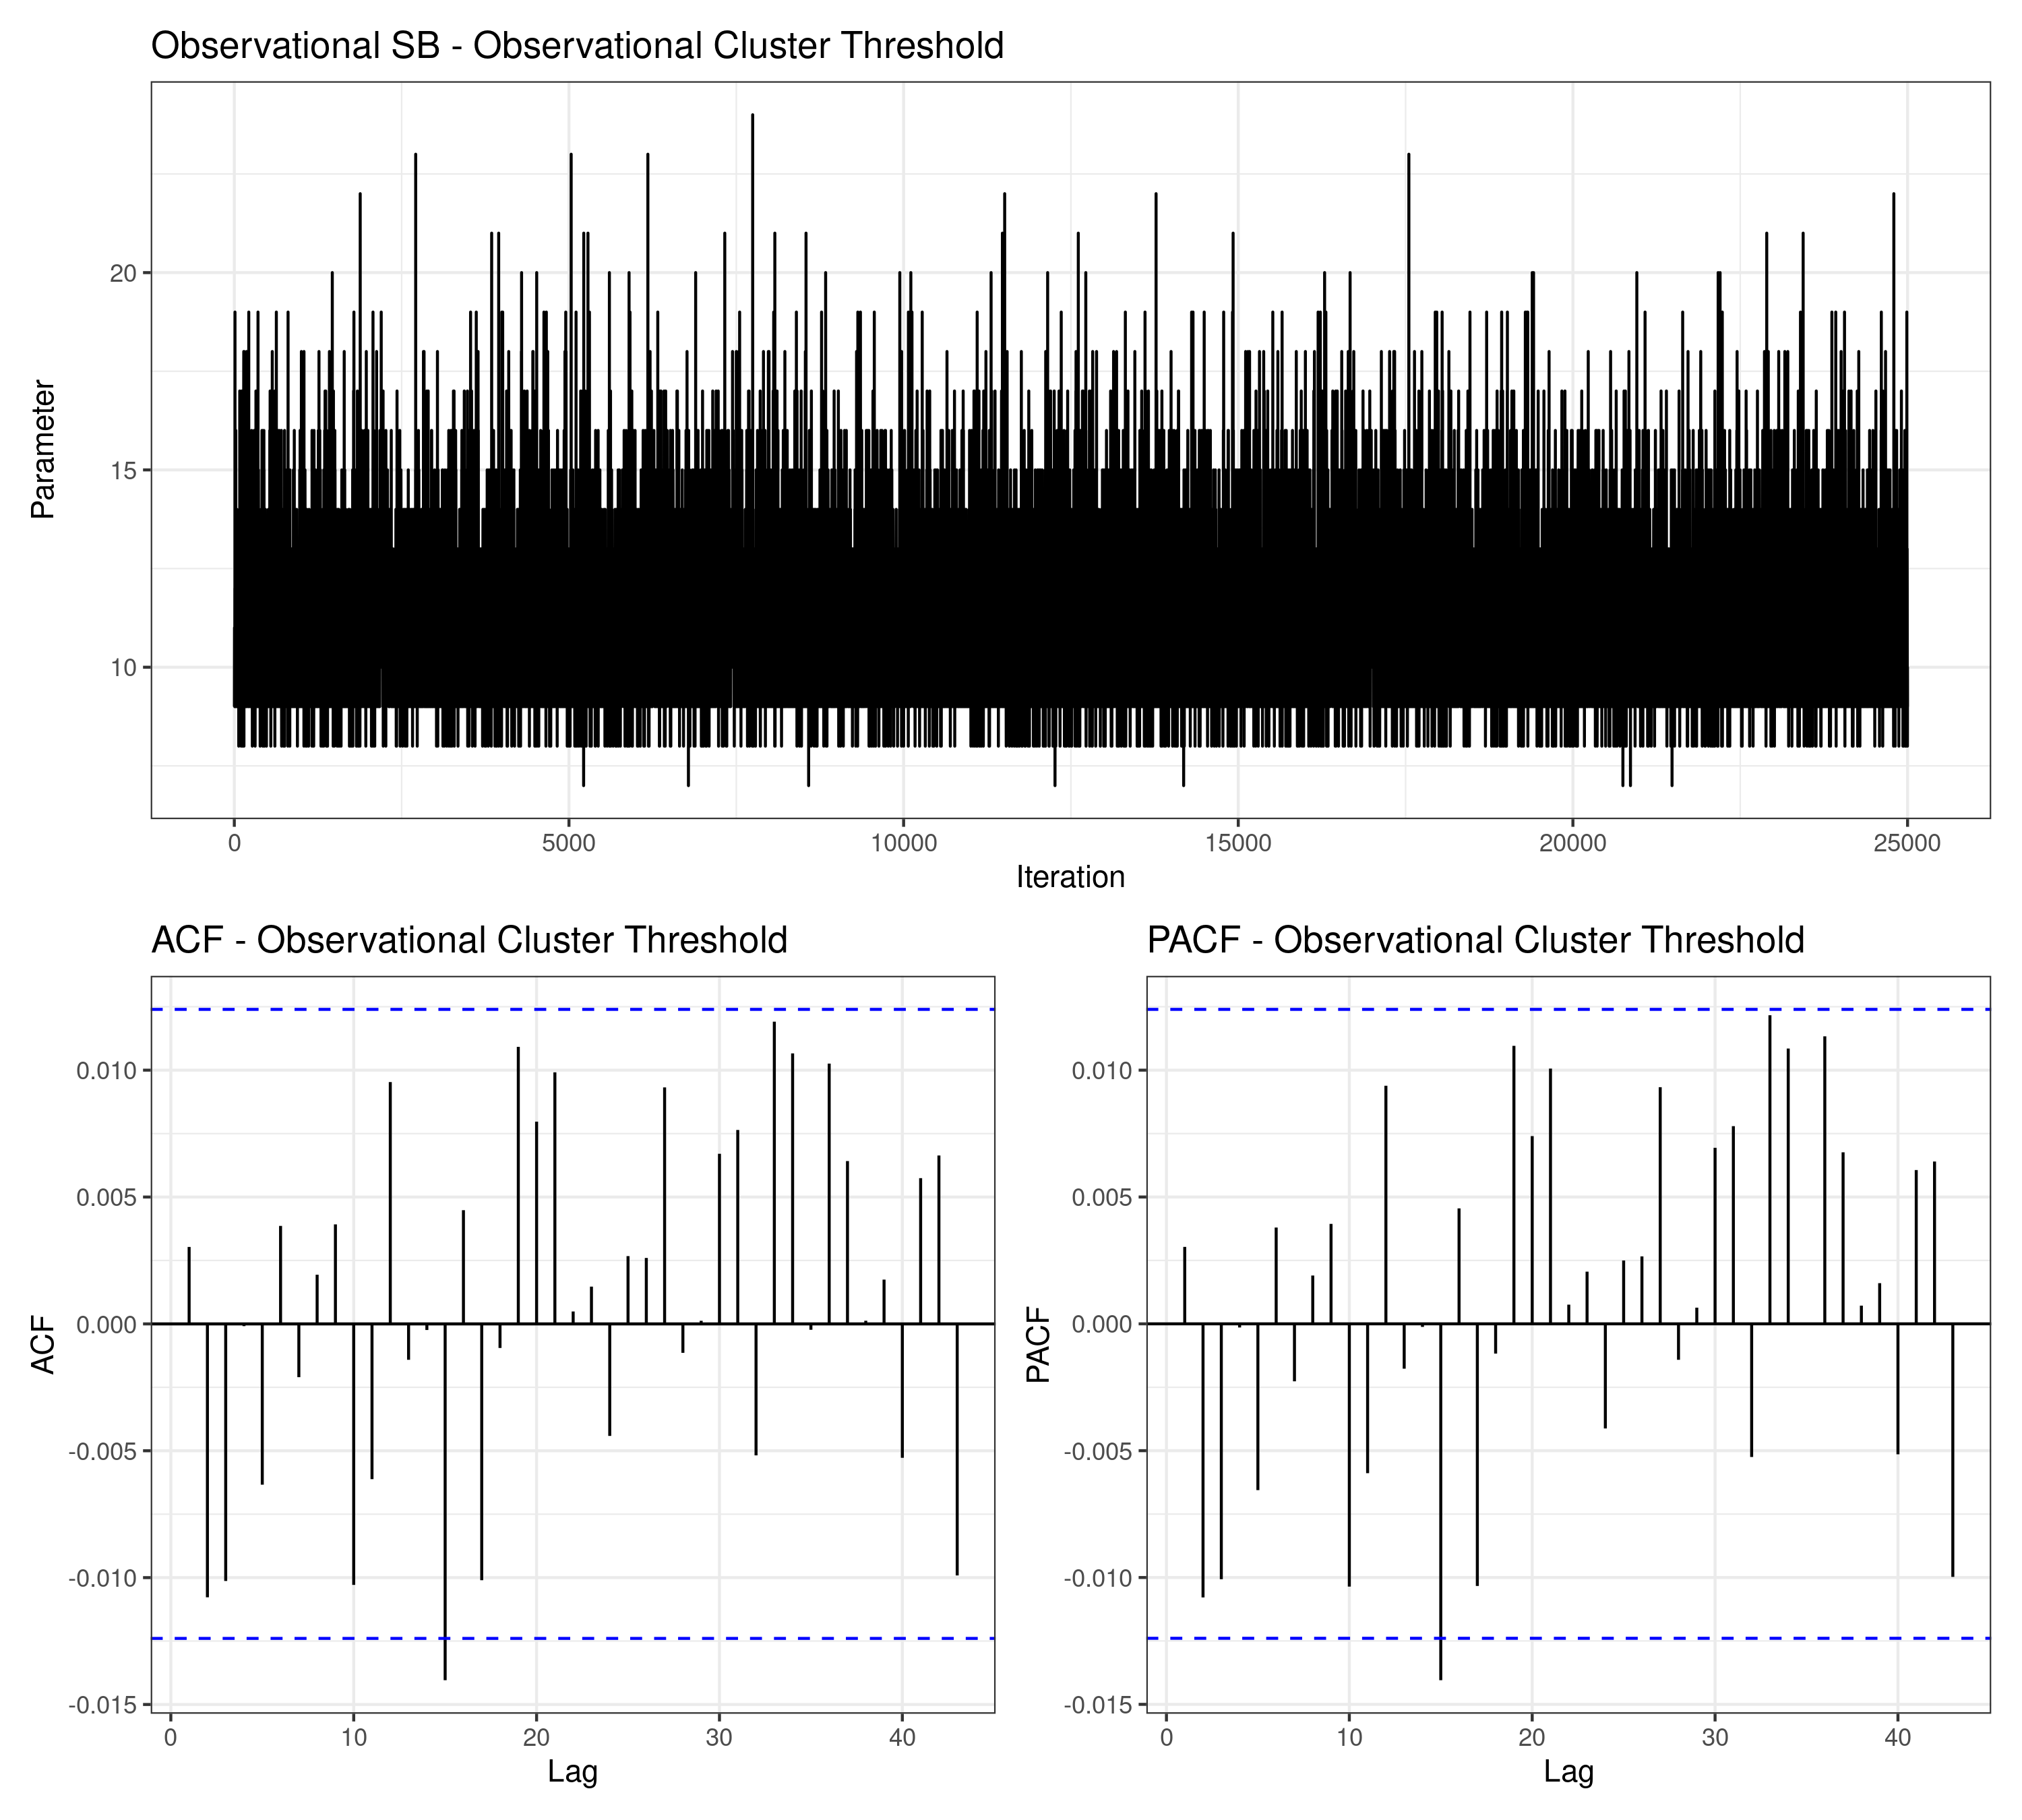 Observational SB - Observational Cluster Threshold
Parameter
20
15
10
0 5000 10000 15000 20000 25000
Iteration
ACF - Observational Cluster Threshold
ACF
0.010
0.005
0.000
-0.005
-0.010
-0.015
0 10 20 30 40
Lag
PACF - Observational Cluster Threshold
PACF
0.010
0.005
0.000
-0.005
-0.010
-0.015
0 10 20 30 40
Lag